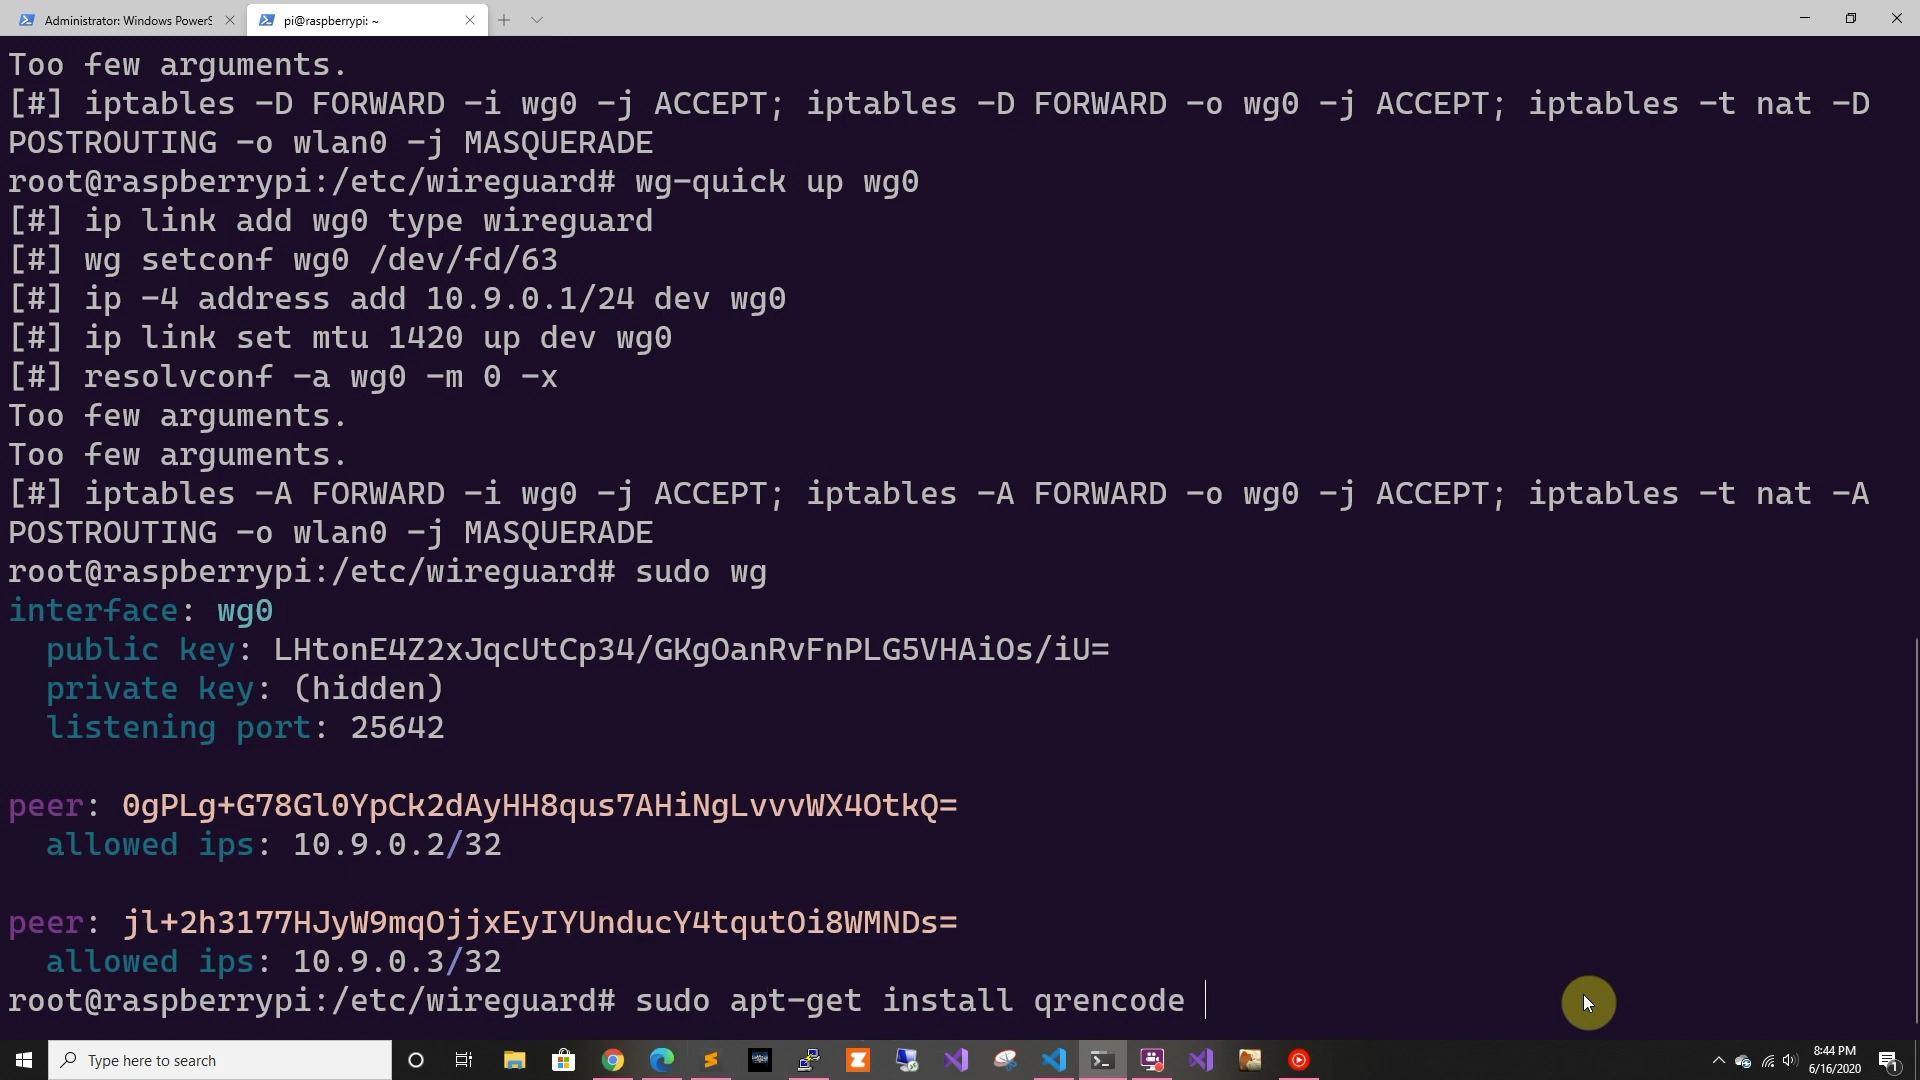 Administrator: Windows PowerS
pi@raspberrypi: ~
Too few arguments.
[#] iptables -D FORWARD -i wg0 -j ACCEPT; iptables -D FORWARD -o wg0 -j ACCEPT; iptables -t nat -D
POSTROUTING -o wlan0 -j MASQUERADE
root@raspberrypi:/etc/wireguard# wg-quick up wg0
[#] ip link add wg0 type wireguard
[#] wg setconf wg0 /dev/fd/63
[#] ip -4 address add 10.9.0.1/24 dev wg0
[#] ip link set mtu 1420 up dev wg0
[#] resolvconf -a wg0 -m 0 -x
Too few arguments.
Too few arguments.
[#] iptables -A FORWARD -i wg0 -j ACCEPT; iptables -A FORWARD -o wg0 -j ACCEPT; iptables -t nat -A
POSTROUTING -o wlan0 -j MASQUERADE
root@raspberrypi:/etc/wireguard# sudo wg
interface: wg0
public key: LHtonE4Z2xJqcUtCp34/GKgOanRvFnPLG5VHAiOs/iU=
private key: (hidden)
listening port: 25642
peer: 0gPLg+G78Gl0YpCk2dAyHH8qus7AHiNgLvvvWX4OtkQ=
allowed ips: 10.9.0.2/32
peer: jl+2h3177HJyW9mqOjjxEyIYUnducY4tqutOi8WMNDs=
allowed ips: 10.9.0.3/32
root@raspberrypi:/etc/wireguard# sudo apt-get install qrencode
Type here to search
8:44 PM
6/16/2020
1